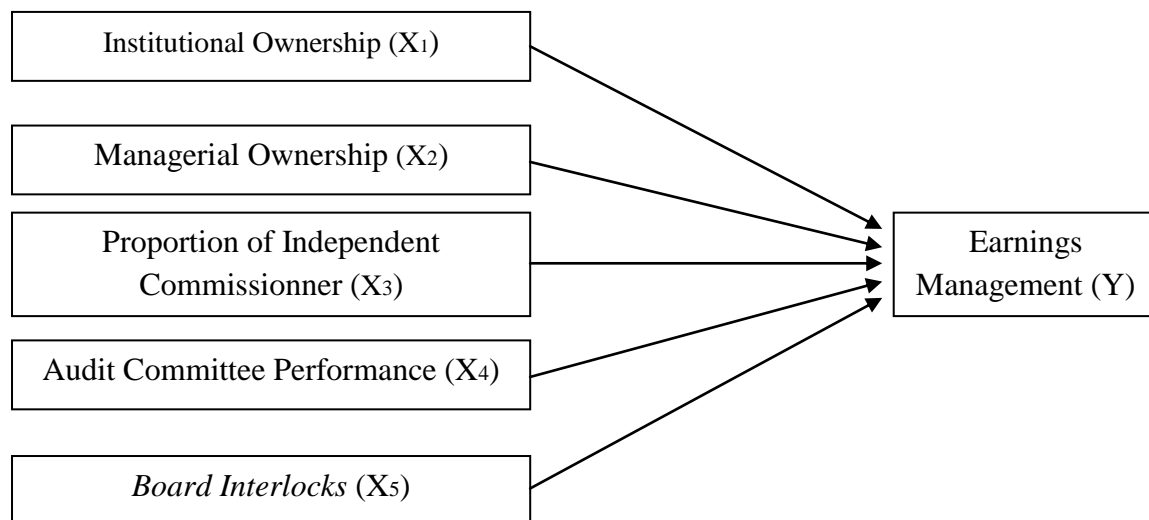 Institutional Ownership (X1)
Managerial Ownership (X2)
Proportion of Independent
Commissionner (X3)
Audit Committee Performance (X4)
Board Interlocks (X5)
Earnings
Management (Y)